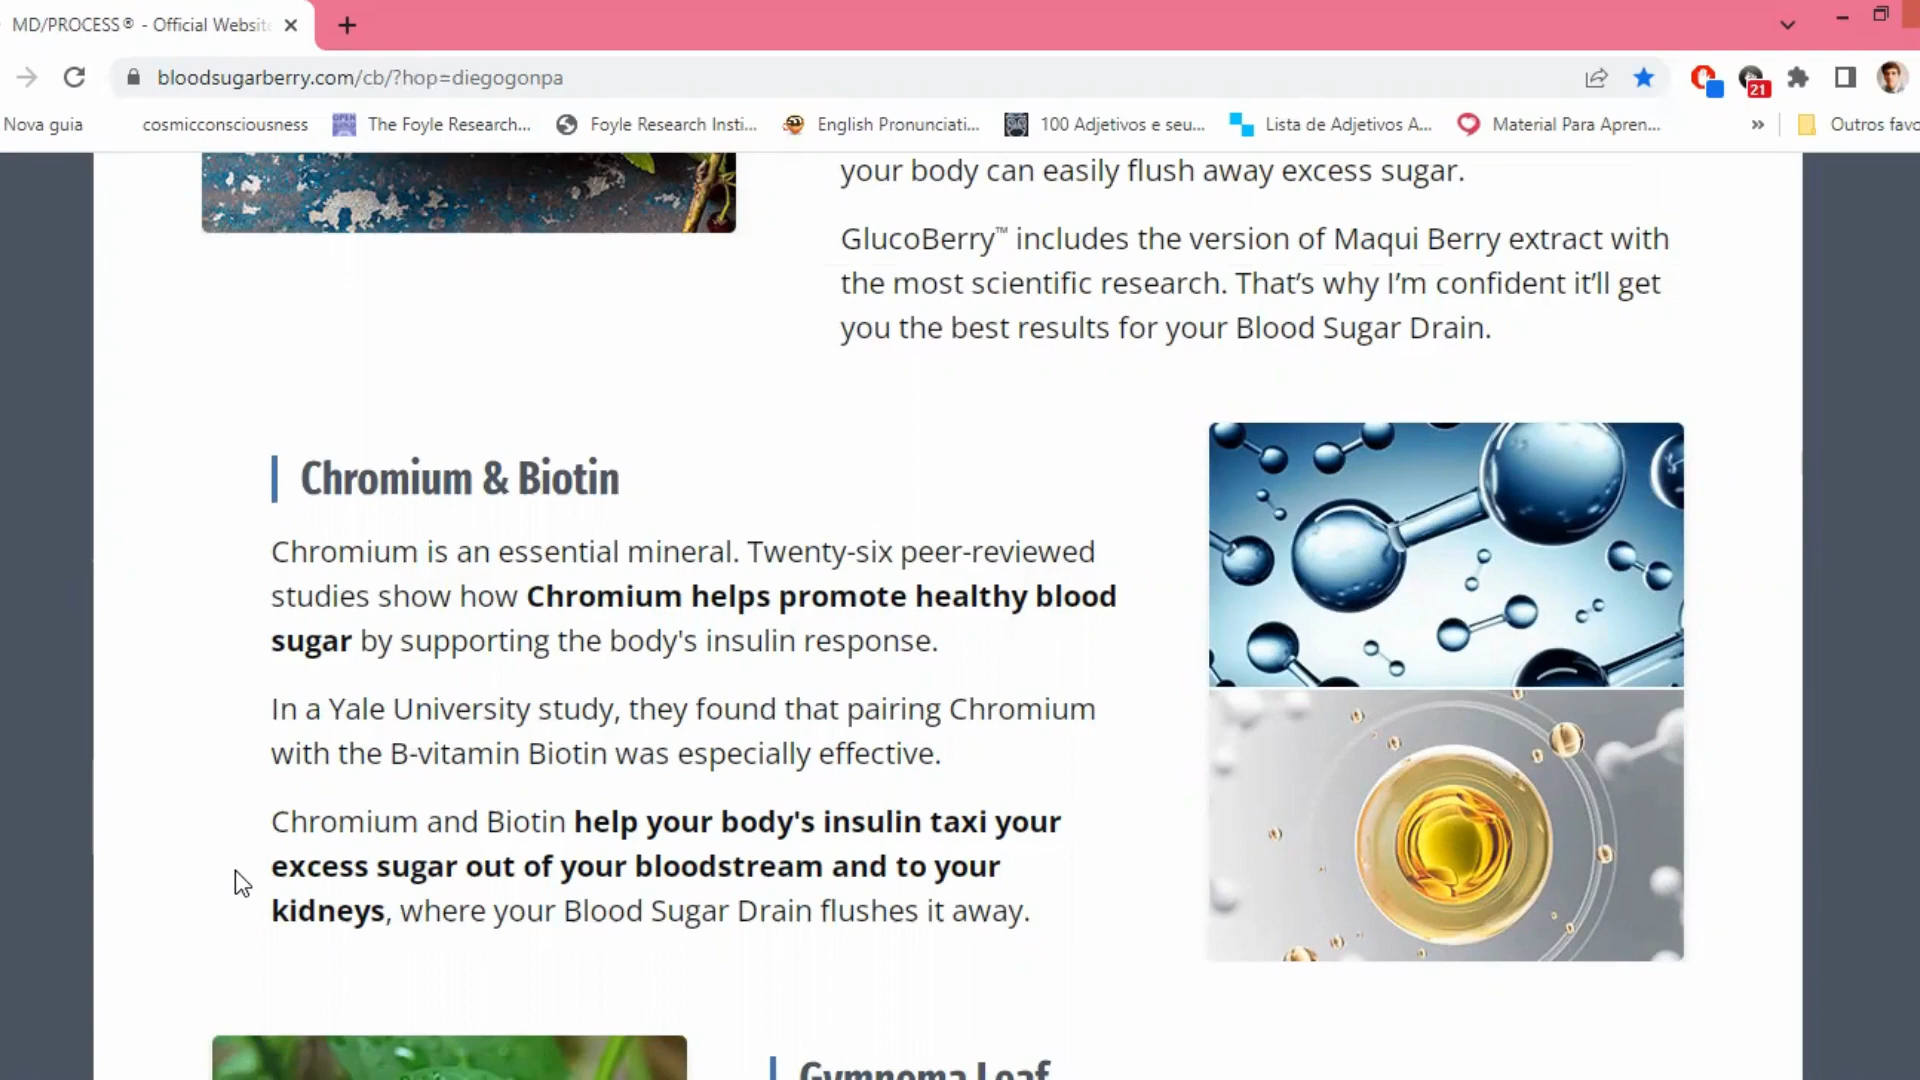 MD/PROCESS® - Official Website
bloodsugarberry.com/cb/?hop=diegogonpa
21
Nova guia
cosmicconsciousness
OPEN
The Foyle Research...
Foyle Research Insti...
English Pronunciati...
100 Adjetivos e seu...
Lista de Adjetivos A...
Material Para Apren...
»
Outros favo
your body can easily flush away excess sugar.
GlucoBerry™ includes the version of Maqui Berry extract with
the most scientific research. That's why I'm confident it'll get
you the best results for your Blood Sugar Drain.
Chromium & Biotin
Chromium is an essential mineral. Twenty-six peer-reviewed
studies show how Chromium helps promote healthy blood
sugar by supporting the body's insulin response.
In a Yale University study, they found that pairing Chromium
with the B-vitamin Biotin was especially effective.
Chromium and Biotin help your body's insulin taxi your
excess sugar out of your bloodstream and to your
kidneys, where your Blood Sugar Drain flushes it away.
Gymnema Leaf